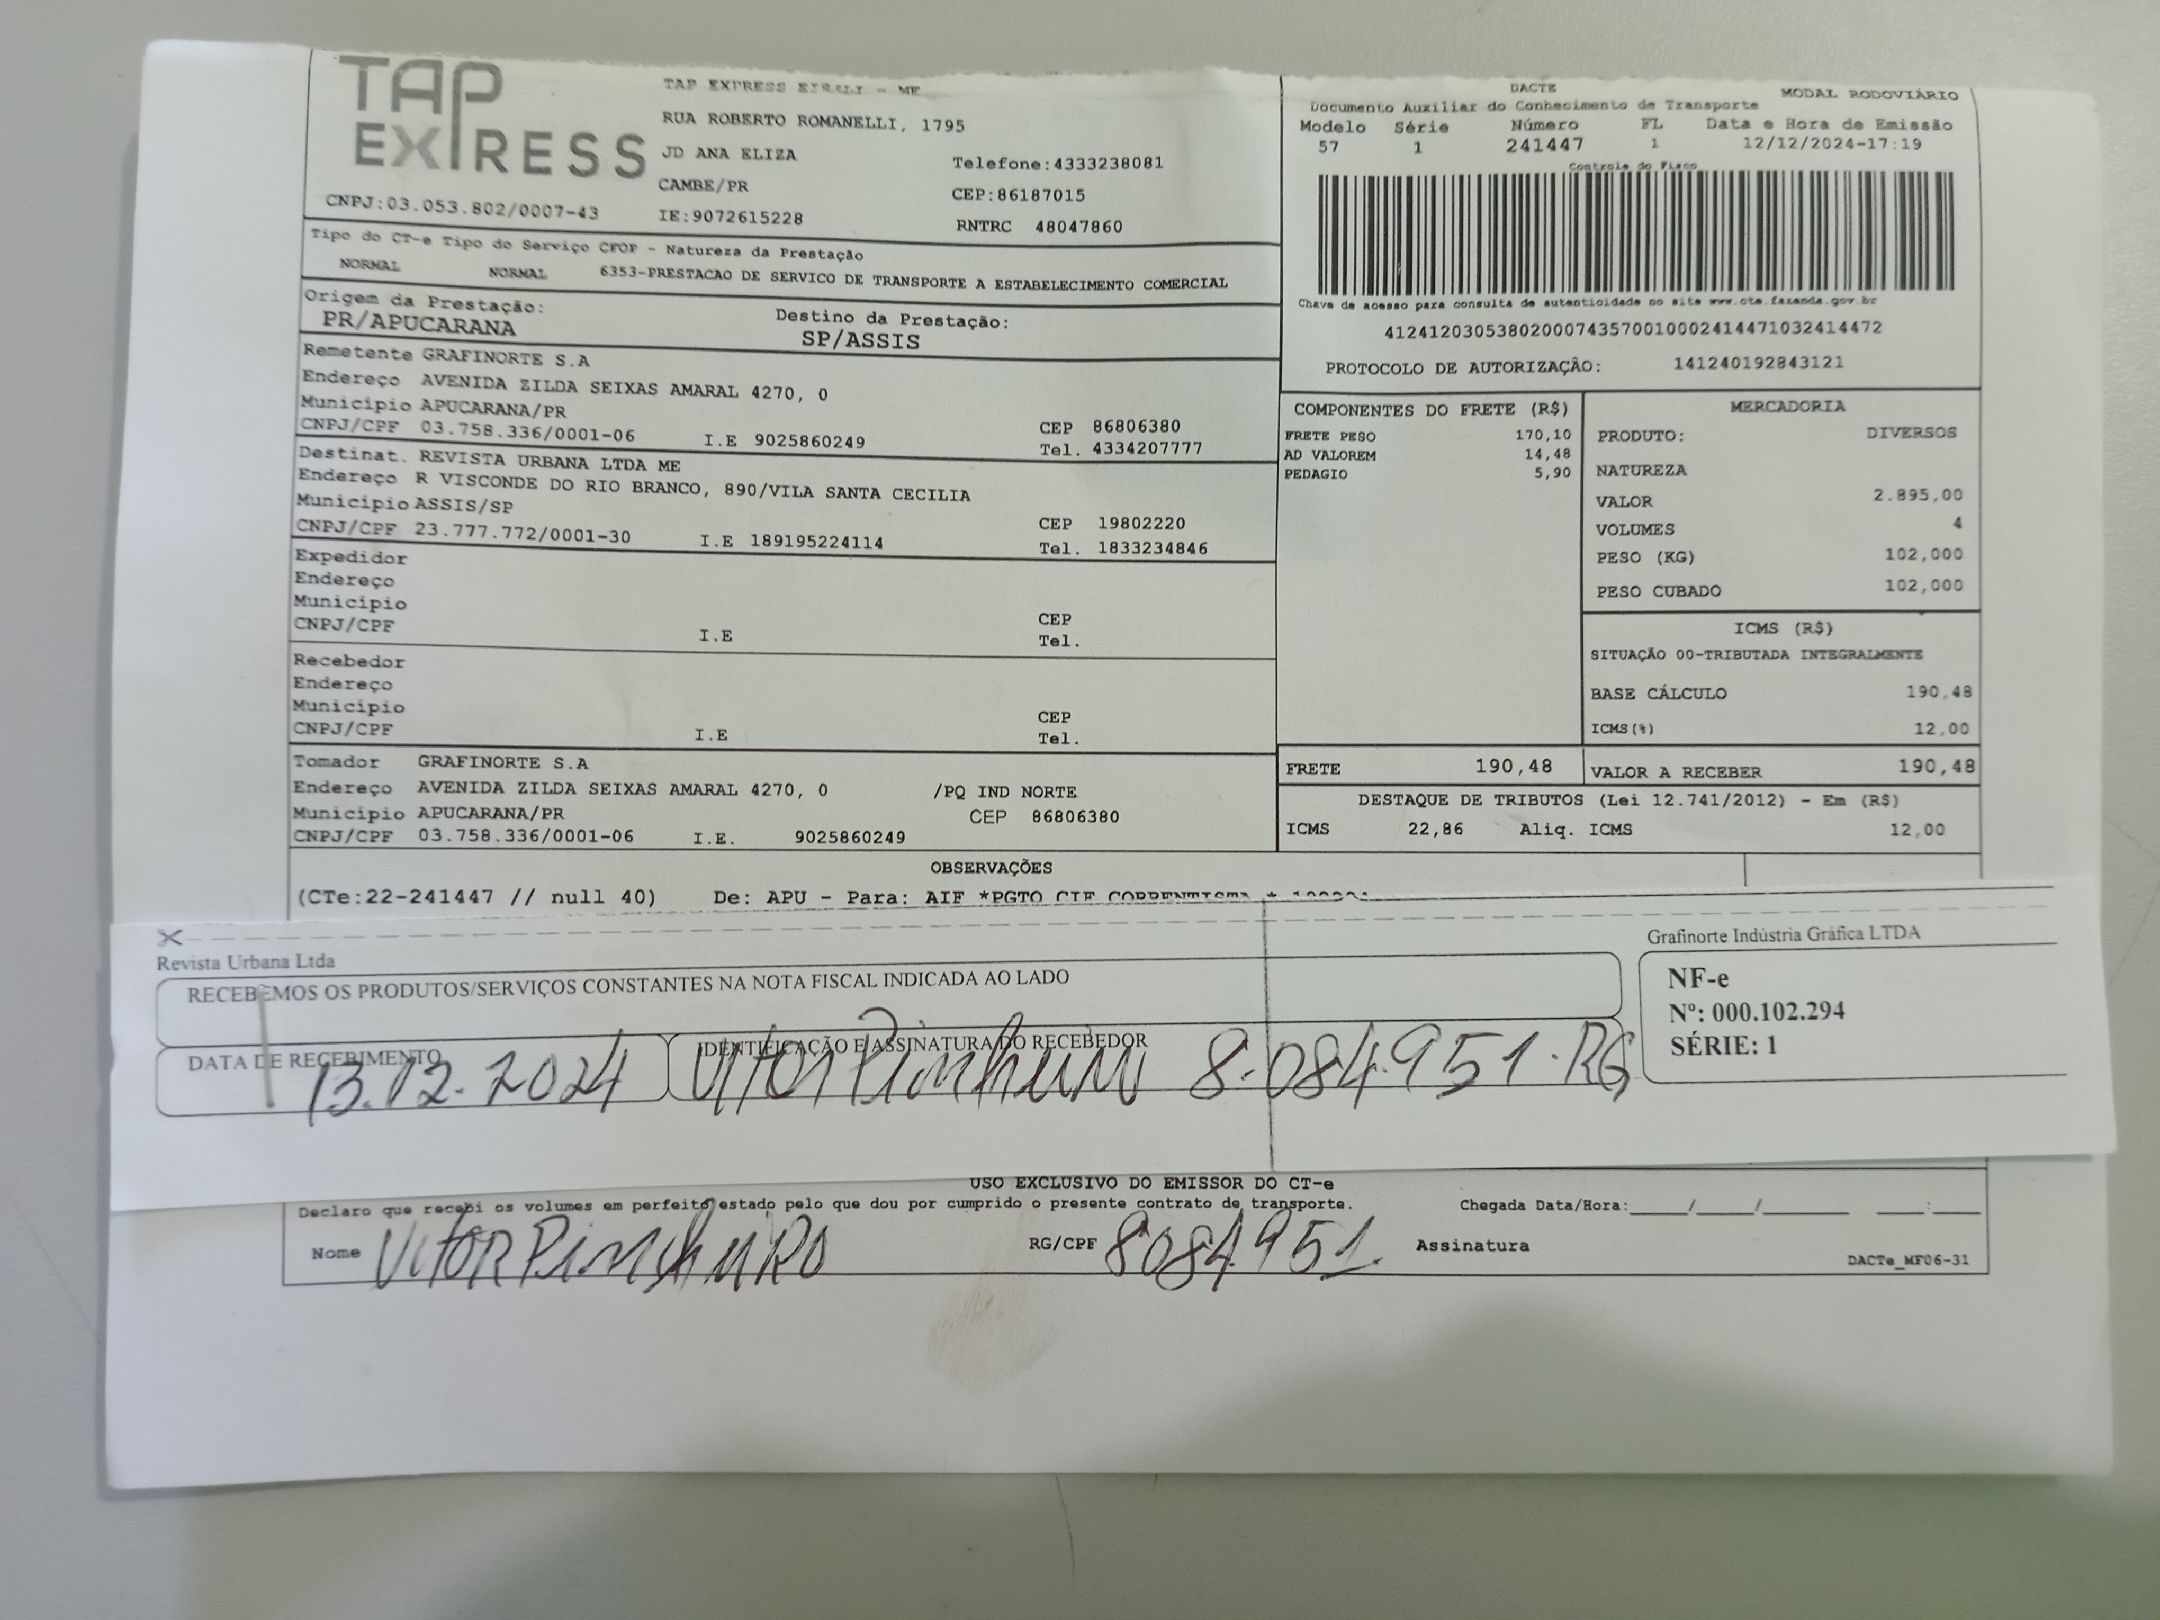 TAP EXPRESS
TAP EXPRESS EIRELI - ME
RUA ROBERTO ROMANELLI, 1795
JD ANA ELIZA Telefone:4333238081
CAMBE/PR CEP:86187015
CNPJ:03.053.802/0007-43 IE:9072615228 RNTRC 48047860
DACTE MODAL RODOVIÁRIO
Documento Auxiliar do Conhecimento de Transporte
Modelo Série Número FL Data e Hora de Emissão
57 1 241447 1 12/12/2024-17:19
Controle do Fisco
Chave de acesso para consulta de autenticidade no site www.cte.fazenda.gov.br
41241203053802000743570010002414471032414472
PROTOCOLO DE AUTORIZAÇÃO: 141240192843121
Tipo do CT-e Tipo do Serviço CFOP - Natureza da Prestação
NORMAL NORMAL 6353-PRESTACAO DE SERVICO DE TRANSPORTE A ESTABELECIMENTO COMERCIAL
Origem da Prestação: Destino da Prestação:
PR/APUCARANA SP/ASSIS
Remetente GRAFINORTE S.A
Endereço AVENIDA ZILDA SEIXAS AMARAL 4270, 0
Município APUCARANA/PR CEP 86806380
CNPJ/CPF 03.758.336/0001-06 I.E 9025860249 Tel. 4334207777
Destinat. REVISTA URBANA LTDA ME
Endereço R VISCONDE DO RIO BRANCO, 890/VILA SANTA CECILIA
Município ASSIS/SP CEP 19802220
CNPJ/CPF 23.777.772/0001-30 I.E 189195224114 Tel. 1833234846
Expedidor
Endereço
Município CEP
CNPJ/CPF I.E Tel.
Recebedor
Endereço
Município CEP
CNPJ/CPF I.E Tel.
Tomador GRAFINORTE S.A
Endereço AVENIDA ZILDA SEIXAS AMARAL 4270, 0 /PQ IND NORTE
Município APUCARANA/PR CEP 86806380
CNPJ/CPF 03.758.336/0001-06 I.E. 9025860249
COMPONENTES DO FRETE (R$)
FRETE PESO 170,10
AD VALOREM 14,48
PEDAGIO 5,90
MERCADORIA
PRODUTO: DIVERSOS
NATUREZA
VALOR 2.895,00
VOLUMES 4
PESO (KG) 102,000
PESO CUBADO 102,000
ICMS (R$)
SITUAÇÃO 00-TRIBUTADA INTEGRALMENTE
BASE CÁLCULO 190,48
ICMS(%) 12,00
FRETE 190,48 VALOR A RECEBER 190,48
DESTAQUE DE TRIBUTOS (Lei 12.741/2012) - Em (R$)
ICMS 22,86 Aliq. ICMS 12,00
OBSERVAÇÕES
(CTe:22-241447 // null 40) De: APU - Para: AIF *PGTO CIF CORRENTISTA *
Revista Urbana Ltda Grafinorte Indústria Gráfica LTDA
RECEBEMOS OS PRODUTOS/SERVIÇOS CONSTANTES NA NOTA FISCAL INDICADA AO LADO
NF-e
Nº: 000.102.294
SÉRIE: 1
DATA DE RECEBIMENTO IDENTIFICAÇÃO E ASSINATURA DO RECEBEDOR
13.12.2024 Vitor Pinheiro 8.084.951.RG
USO EXCLUSIVO DO EMISSOR DO CT-e
Declaro que recebi os volumes em perfeito estado pelo que dou por cumprido o presente contrato de transporte. Chegada Data/Hora:_____/_____/________ ____:____
Nome Vitor Pinheiro RG/CPF 8084951. Assinatura
DACTe_MF06-31